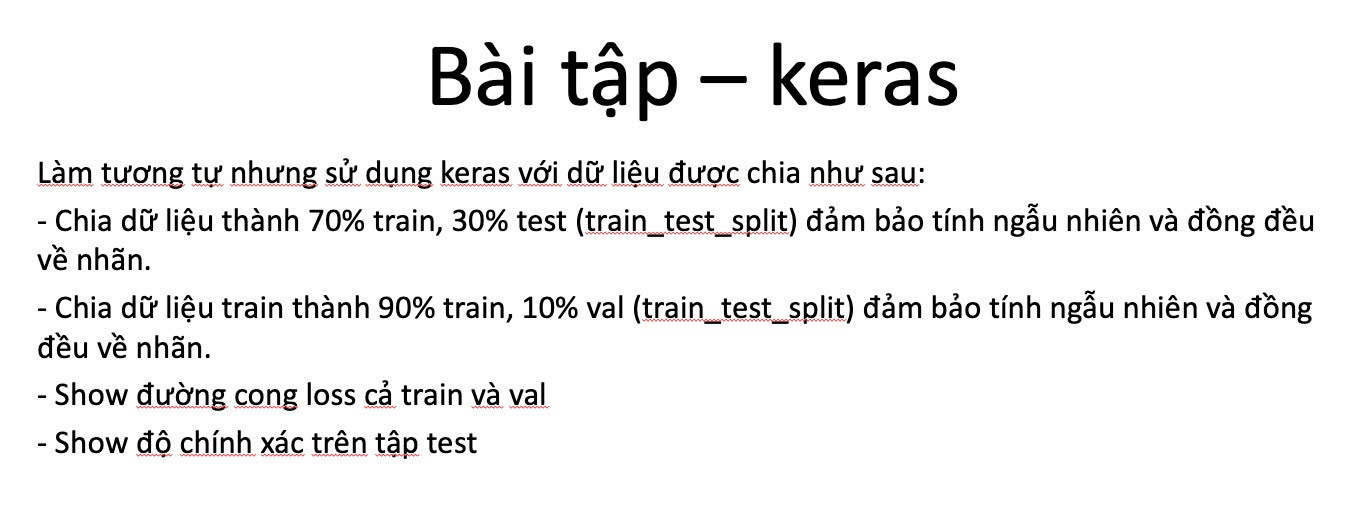 Bài tập – keras
Làm tương tự nhưng sử dụng keras với dữ liệu được chia như sau:
- Chia dữ liệu thành 70% train, 30% test (train_test_split) đảm bảo tính ngẫu nhiên và đồng đều
về nhãn.
- Chia dữ liệu train thành 90% train, 10% val (train_test_split) đảm bảo tính ngẫu nhiên và đồng
đều về nhãn.
- Show đường cong loss cả train và val
- Show độ chính xác trên tập test